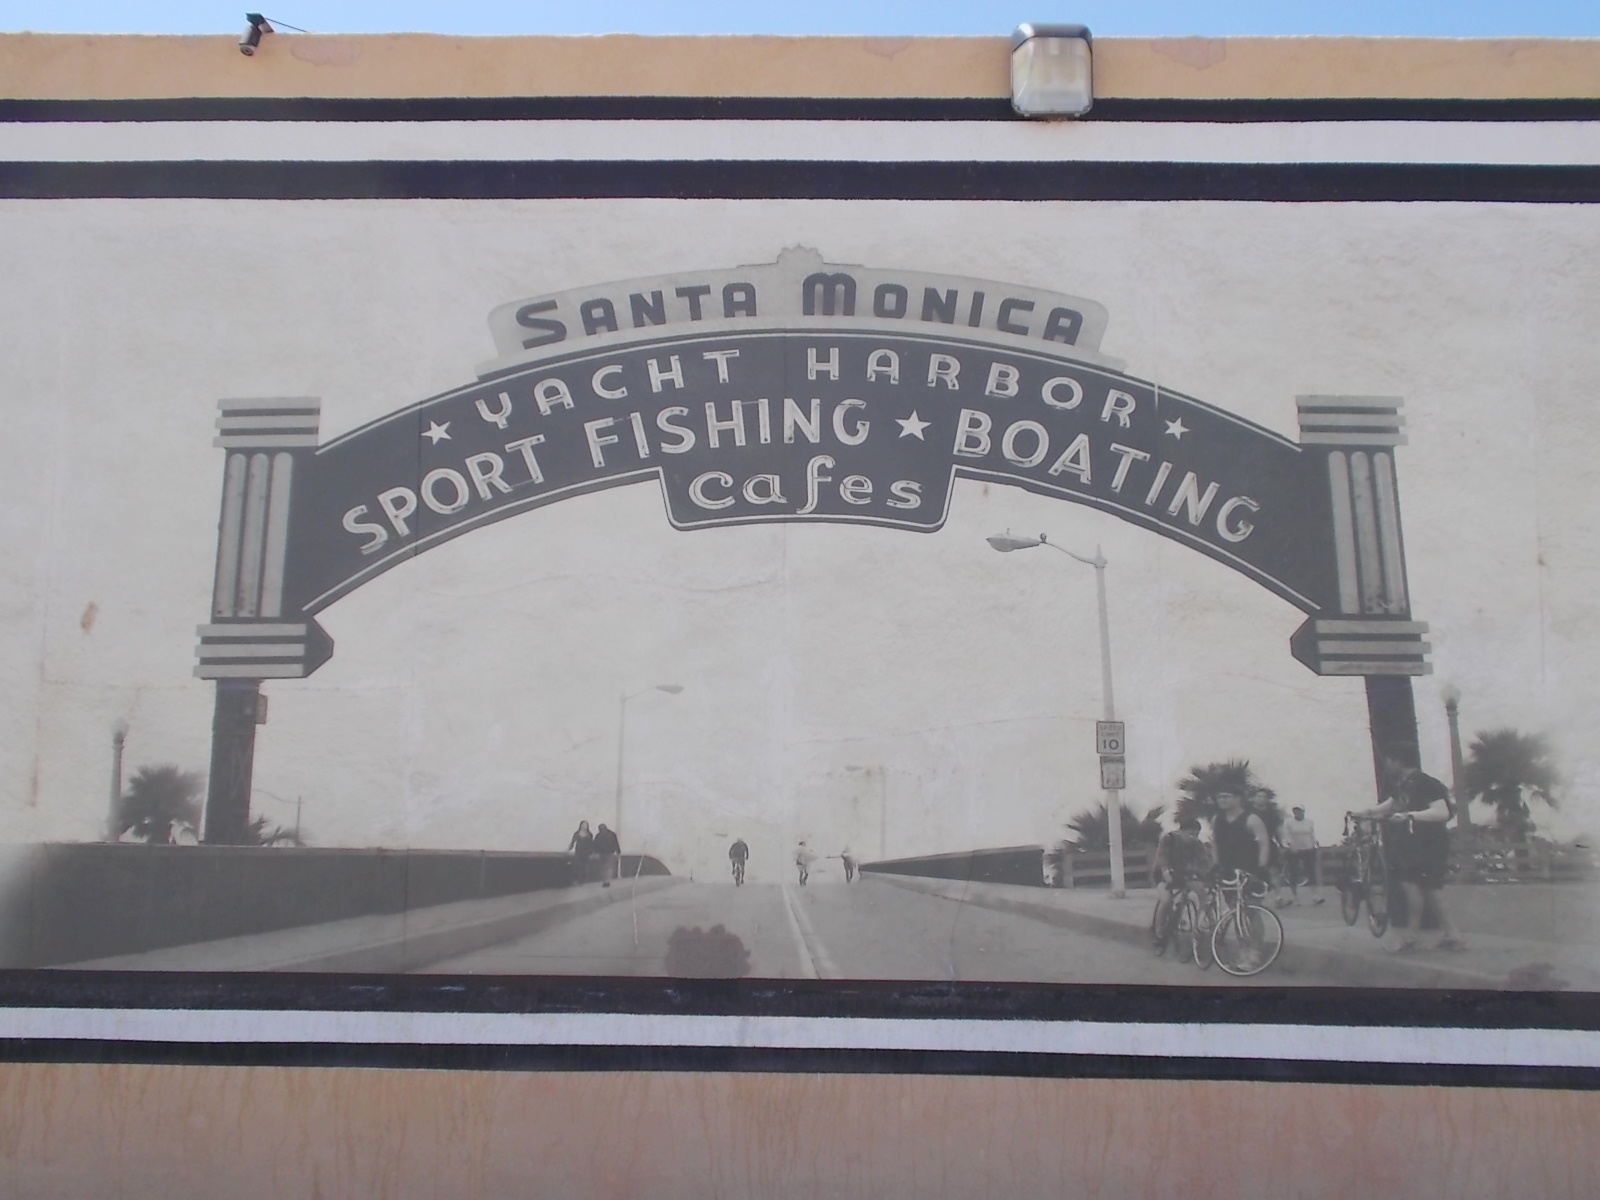 SANTA MONICA
YACHT HARBOR
SPORT FISHING ★ BOATING
cafes
SPEED
LIMIT
10